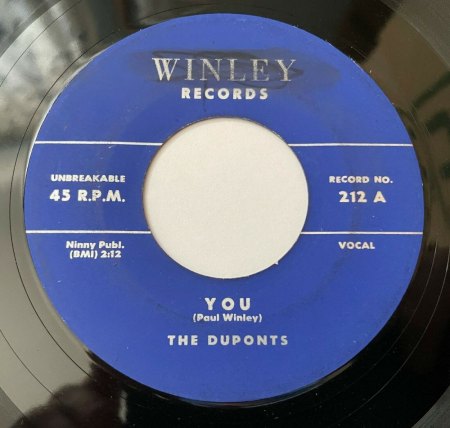 WINLEY
RECORDS
UNBREAKABLE
45 R.P.M.
RECORD NO.
212 A
Ninny Publ.
(BMI) 2:12
VOCAL
YOU
(Paul Winley)
THE DUPONTS